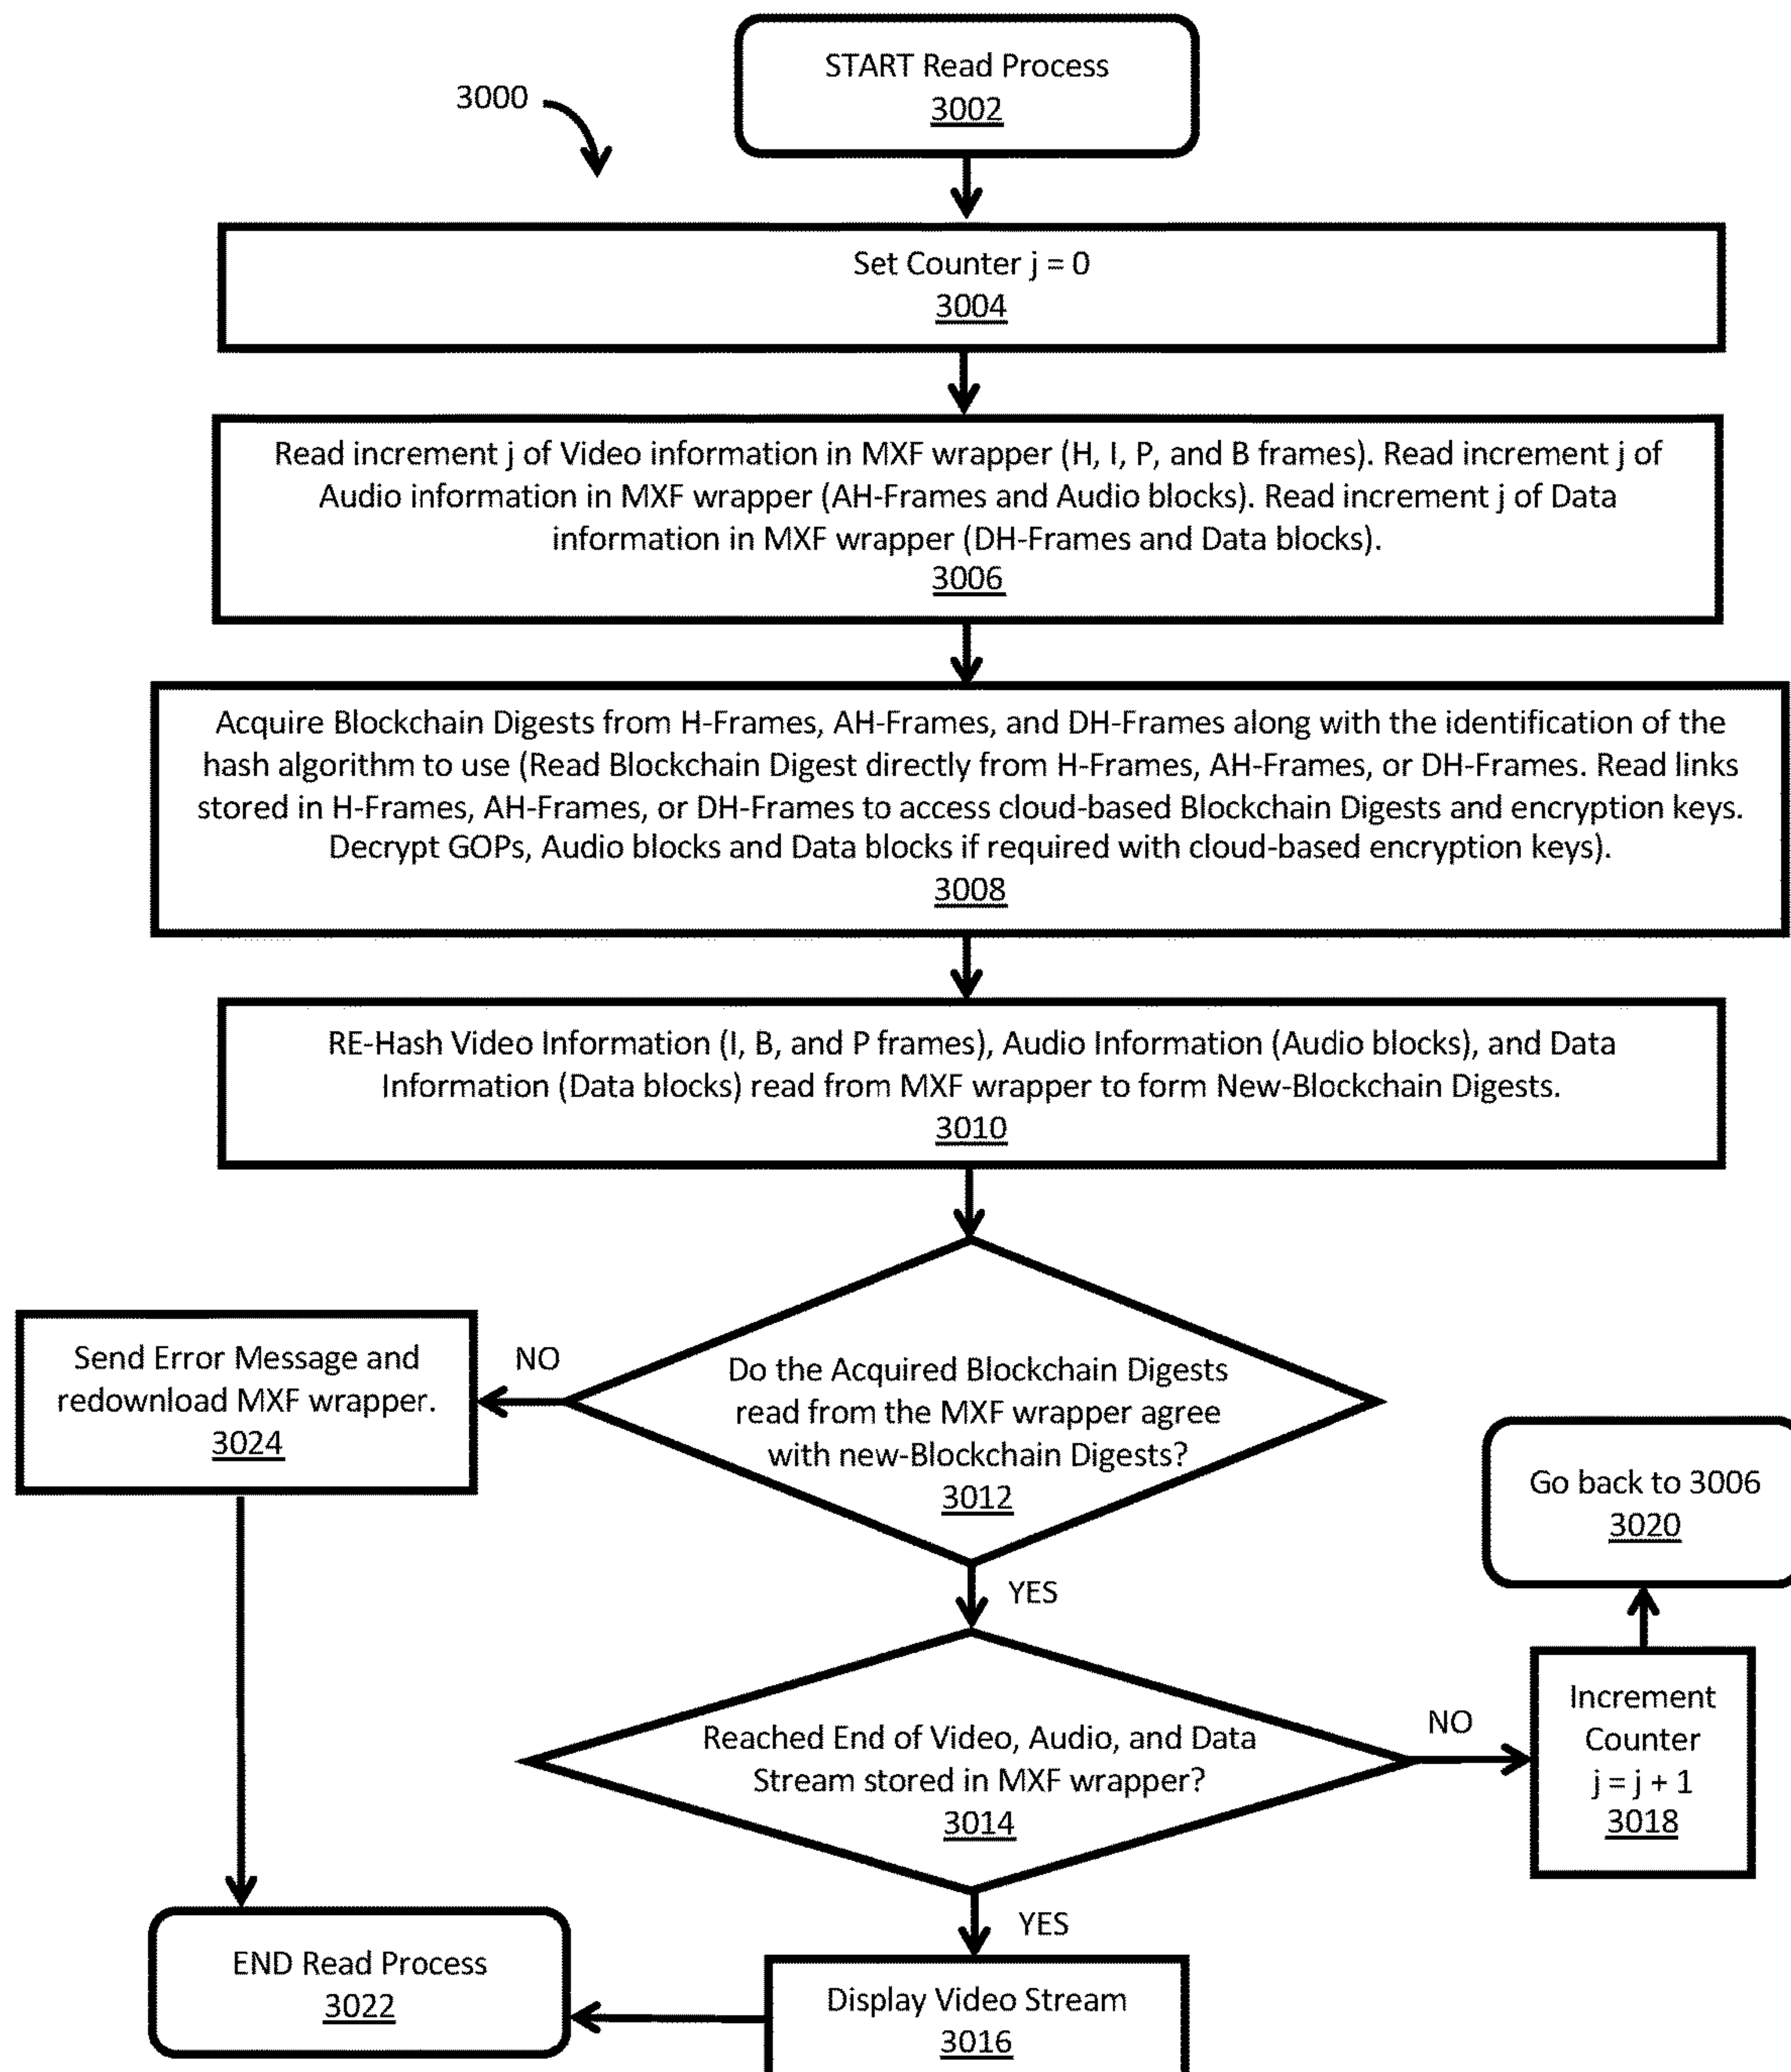 START Read Process
3002
3000
Set Counter j = 0
3004
Read increment j of Video information in MXF wrapper (H, I, P, and B frames). Read increment j of
Audio information in MXF wrapper (AH-Frames and Audio blocks). Read increment j of Data
information in MXF wrapper (DH-Frames and Data blocks).
3006
Acquire Blockchain Digests from H-Frames, AH-Frames, and DH-Frames along with the identification of the
hash algorithm to use (Read Blockchain Digest directly from H-Frames, AH-Frames, or DH-Frames. Read links
stored in H-Frames, AH-Frames, or DH-Frames to access cloud-based Blockchain Digests and encryption keys.
Decrypt GOPs, Audio blocks and Data blocks if required with cloud-based encryption keys).
3008
RE-Hash Video Information (I, B, and P frames), Audio Information (Audio blocks), and Data
Information (Data blocks) read from MXF wrapper to form New-Blockchain Digests.
3010
Do the Acquired Blockchain Digests
read from the MXF wrapper agree
with new-Blockchain Digests?
3012
NO
Send Error Message and
redownload MXF wrapper.
3024
YES
Reached End of Video, Audio, and Data
Stream stored in MXF wrapper?
3014
NO
Increment
Counter
j = j + 1
3018
Go back to 3006
3020
YES
Display Video Stream
3016
END Read Process
3022